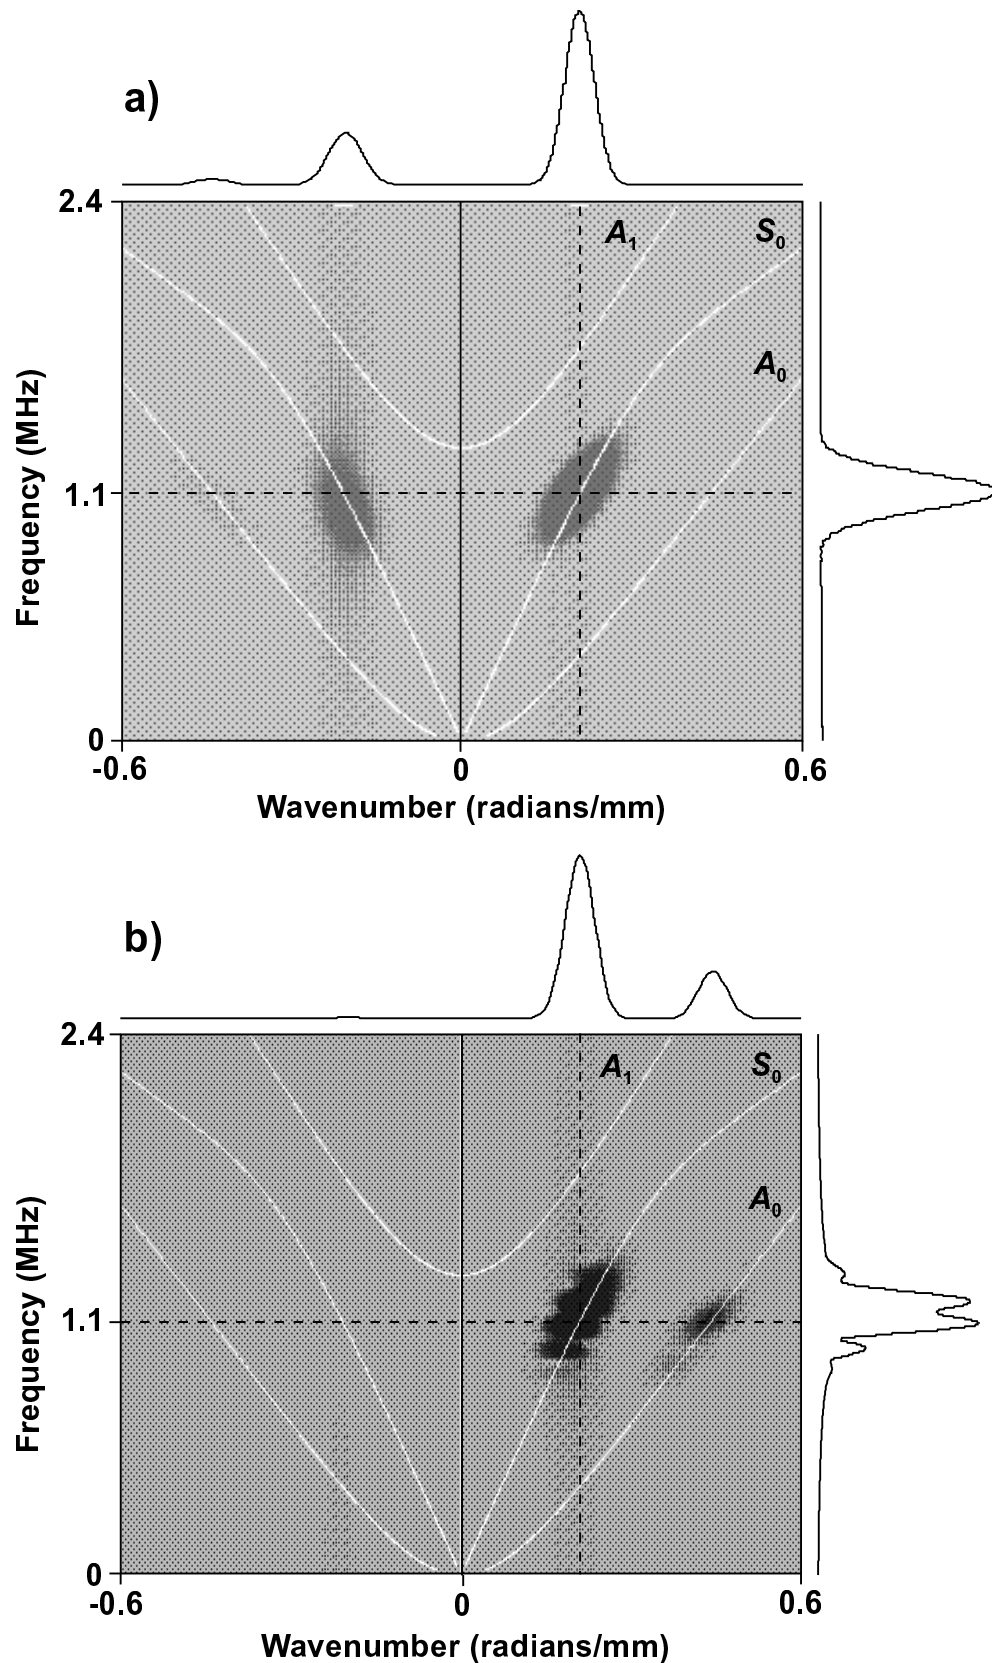 a)
2.4
A1
S0
A0
Frequency (MHz)
1.1
0
-0.6
0
0.6
Wavenumber (radians/mm)
b)
2.4
A1
S0
A0
Frequency (MHz)
1.1
0
-0.6
0
0.6
Wavenumber (radians/mm)